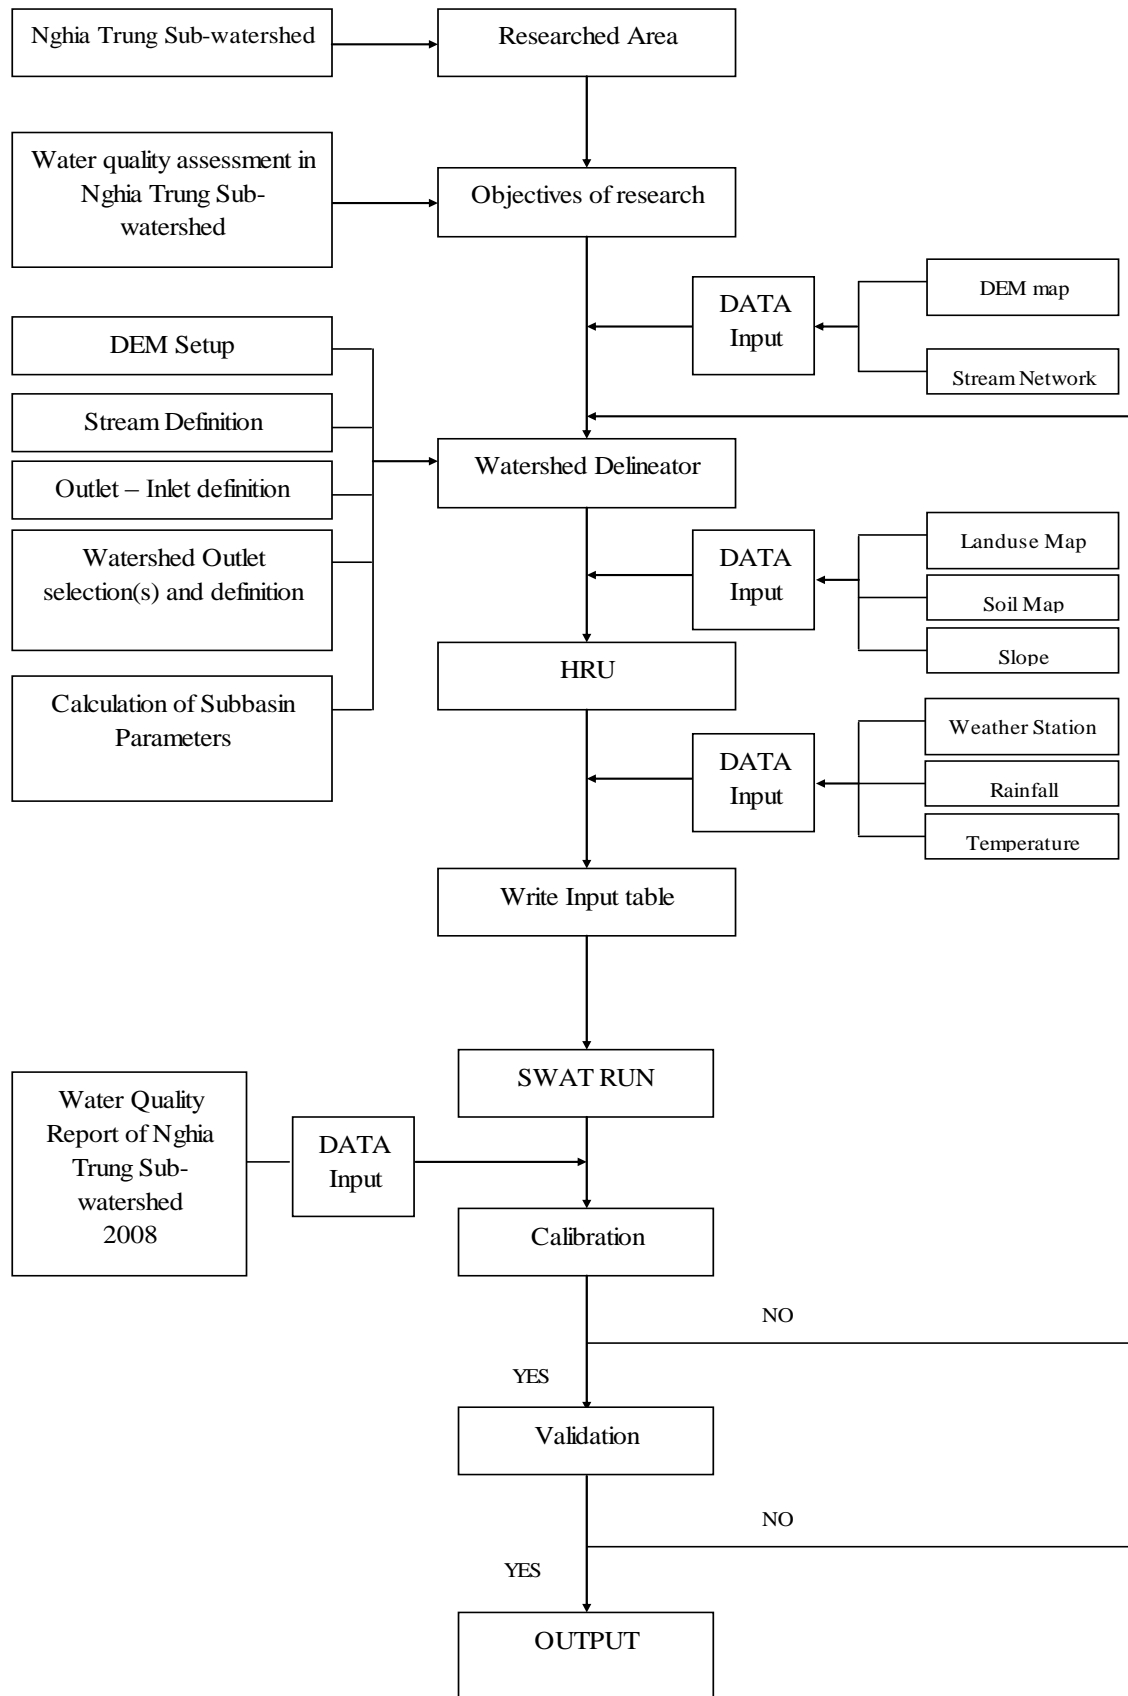 Nghia Trung Sub-watershed
Researched Area
Water quality assessment in
Nghia Trung Sub-
watershed
Objectives of research
DATA
Input
DEM map
Stream Network
DEM Setup
Stream Definition
Outlet – Inlet definition
Watershed Outlet
selection(s) and definition
Calculation of Subbasin
Parameters
Watershed Delineator
DATA
Input
Landuse Map
Soil Map
Slope
HRU
DATA
Input
Weather Station
Rainfall
Temperature
Write Input table
SWAT RUN
Water Quality
Report of Nghia
Trung Sub-
watershed
2008
DATA
Input
Calibration
NO
YES
Validation
NO
YES
OUTPUT